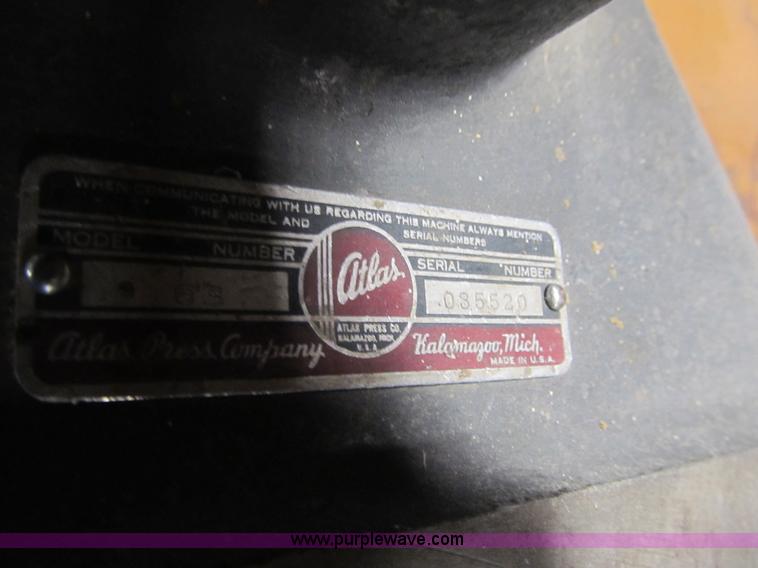 WHEN COMMUNICATING WITH US REGARDING THIS MACHINE ALWAYS MENTION
THE MODEL AND SERIAL NUMBERS
MODEL NUMBER
SERIAL NUMBER
Atlas
035520
ATLAS PRESS CO.
KALAMAZOO, MICH.
U.S.A.
Atlas Press Company Kalamazoo, Mich.
MADE IN U.S.A.
www.purplewave.com